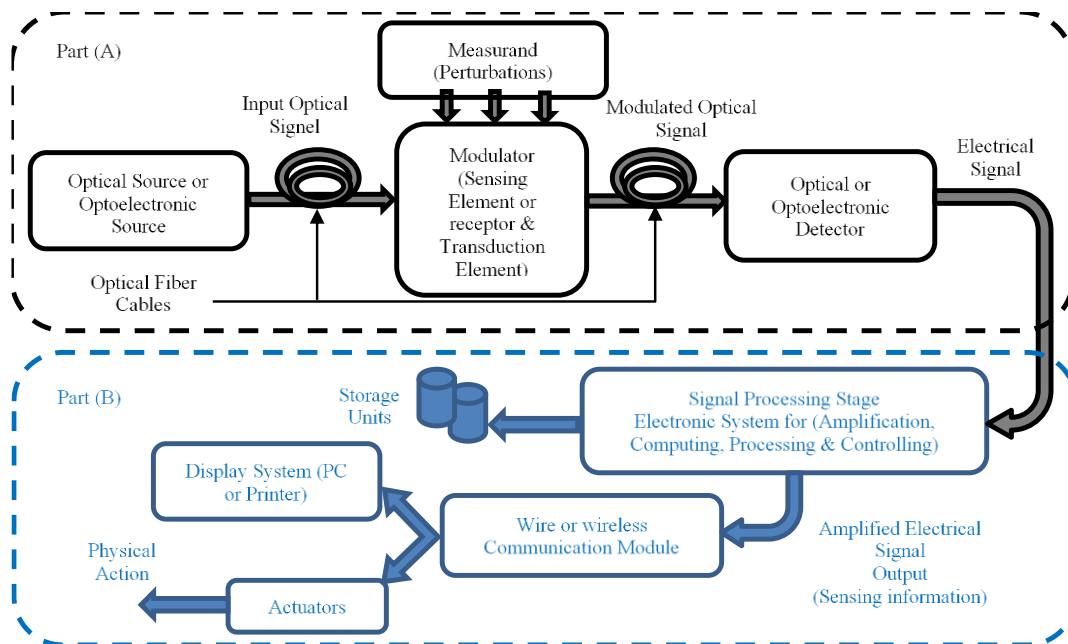 Part (A)
Measurand
(Perturbations)
Input Optical
Signel
Modulated Optical
Signal
Electrical
Signal
Optical Source or
Optoelectronic
Source
Modulator
(Sensing
Element or
receptor &
Transduction
Element)
Optical or
Optoelectronic
Detector
Optical Fiber
Cables
Part (B)
Storage
Units
Signal Processing Stage
Electronic System for (Amplification,
Computing, Processing & Controlling)
Display System (PC
or Printer)
Wire or wireless
Communication Module
Amplified Electrical
Signal
Output
(Sensing information)
Physical
Action
Actuators